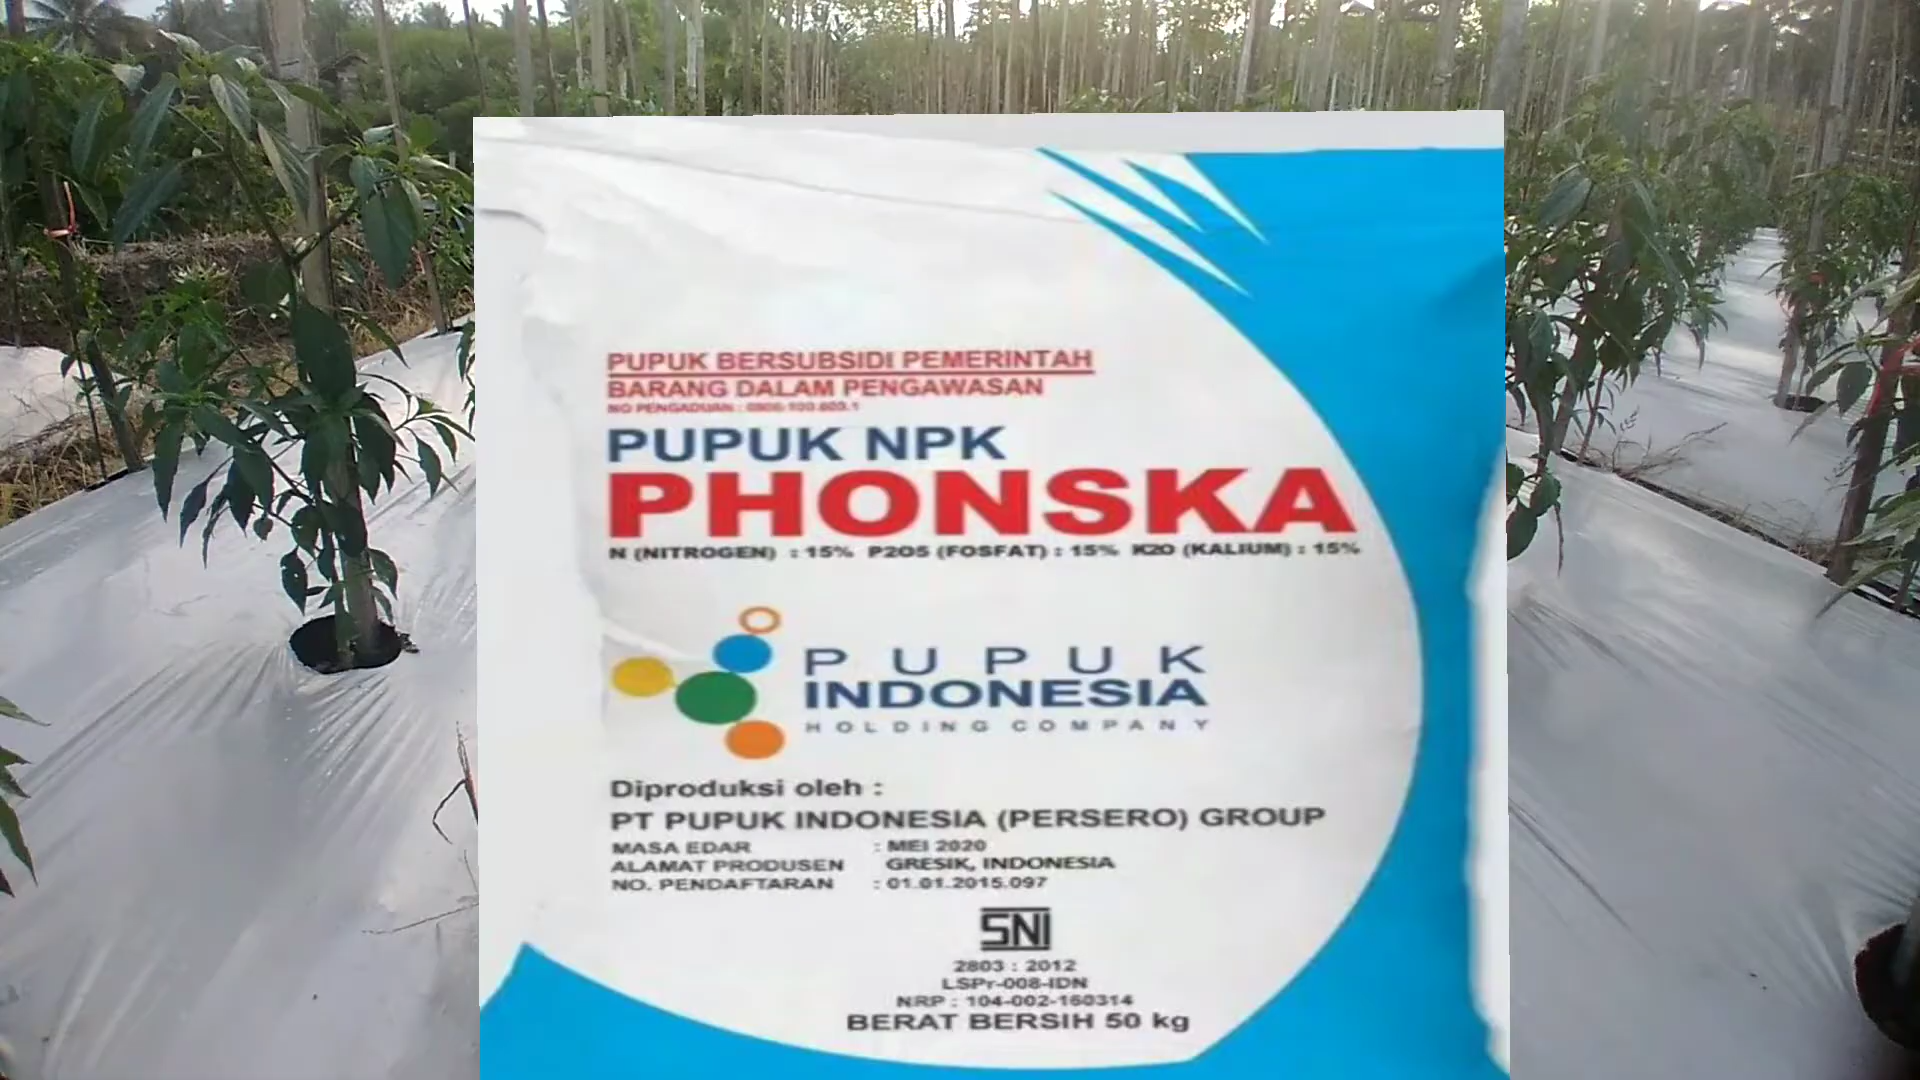 PUPUK BERSUBSIDI PEMERINTAH
BARANG DALAM PENGAWASAN
NO PENGADUAN :
PUPUK NPK
PHONSKA
N (NITROGEN) : 15% P2O5 (FOSFAT) : 15% K2O (KALIUM) : 15%
PUPUK
INDONESIA
HOLDING COMPANY
Diproduksi oleh :
PT PUPUK INDONESIA (PERSERO) GROUP
MASA EDAR : MEI 2020
ALAMAT PRODUSEN GRESIK, INDONESIA
NO. PENDAFTARAN : 01.01.2015.097
SNI
2803 : 2012
LSPr-008-IDN
NRP : 104-002-160314
BERAT BERSIH 50 kg